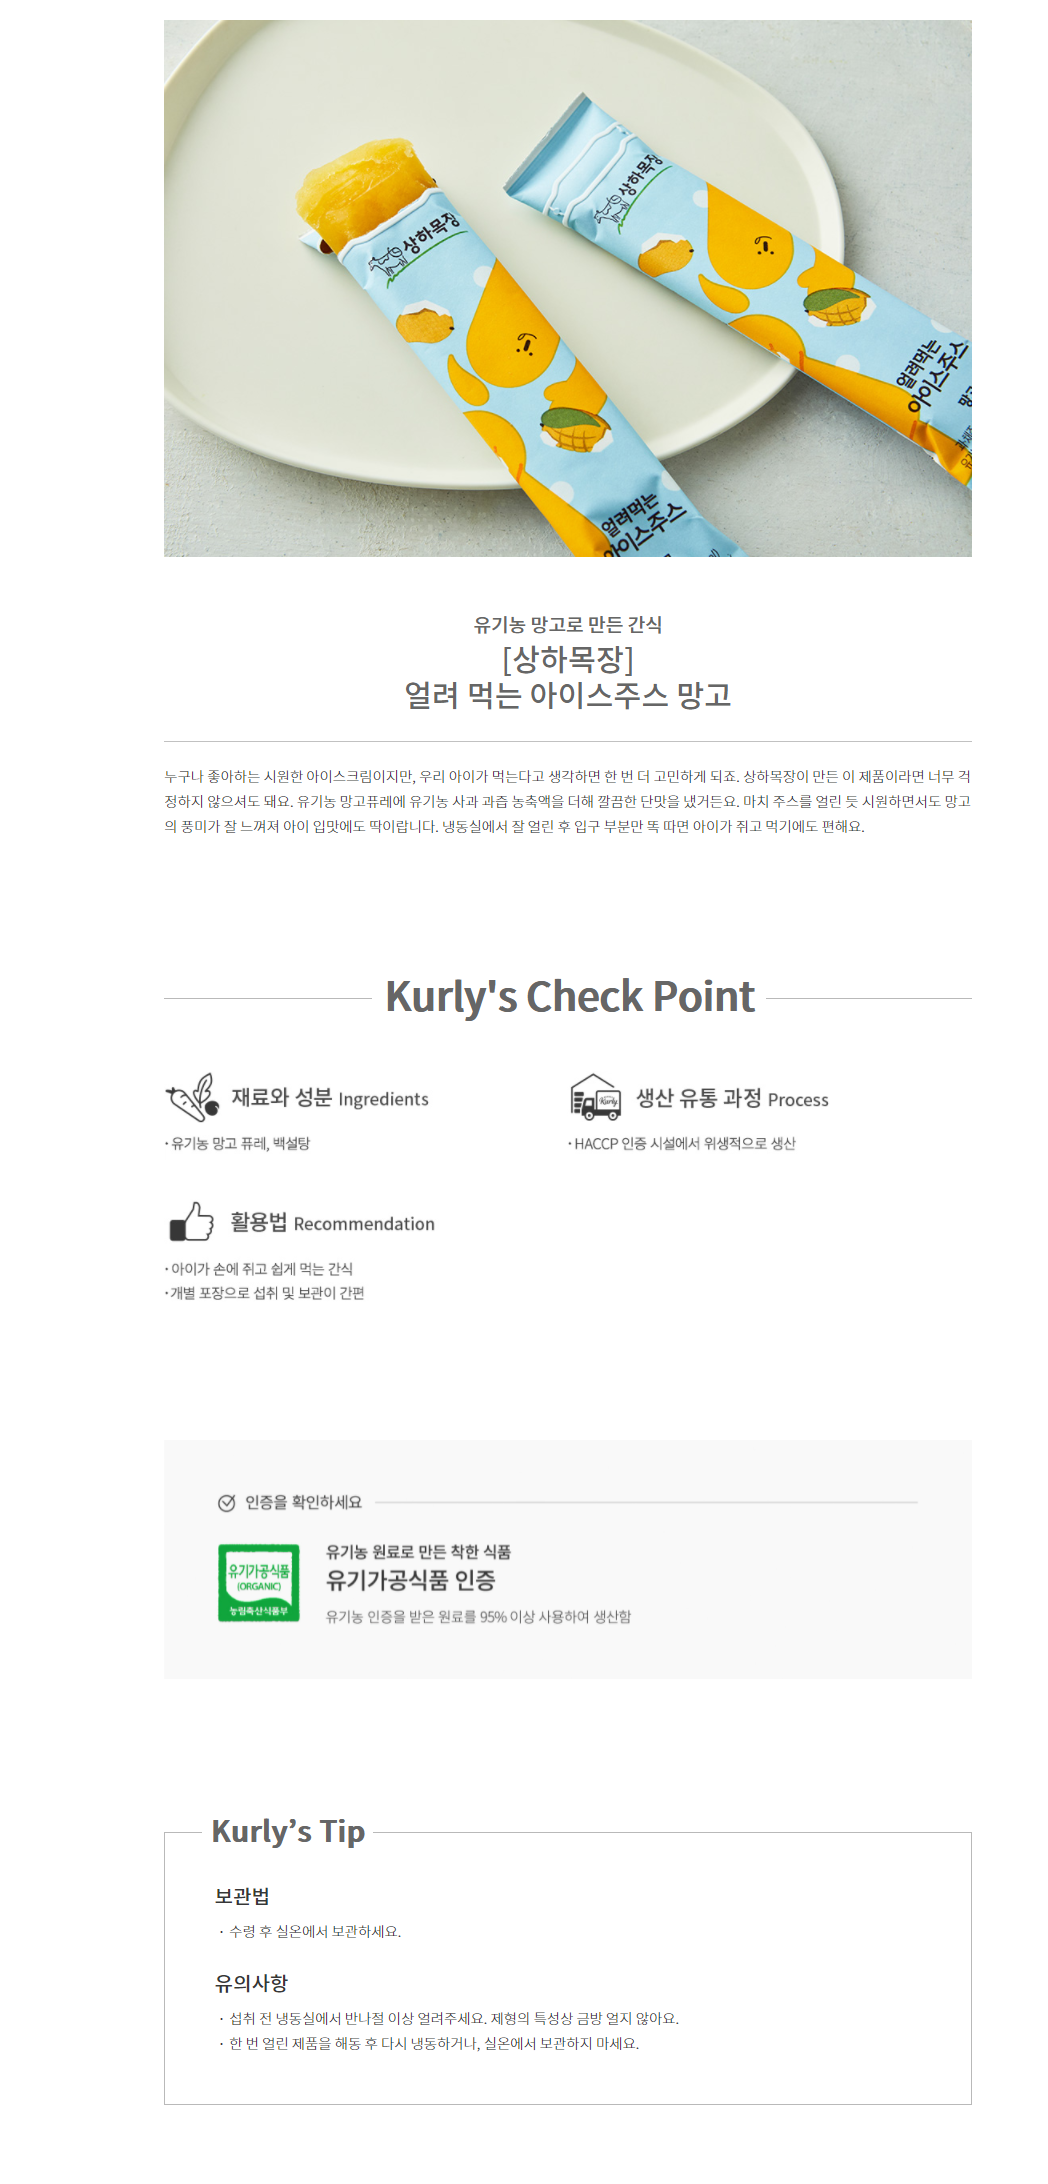 상하목장
상하목장
얼려먹는
아이스주스
얼려먹는
아이스주스
유기농 망고로 만든 간식
[상하목장]
얼려 먹는 아이스주스 망고
누구나 좋아하는 시원한 아이스크림이지만, 우리 아이가 먹는다고 생각하면 한 번 더 고민하게 되죠. 상하목장이 만든 이 제품이라면 너무 걱
정하지 않으셔도 돼요. 유기농 망고퓨레에 유기농 사과 과즙 농축액을 더해 깔끔한 단맛을 냈거든요. 마치 주스를 얼린 듯 시원하면서도 망고
의 풍미가 잘 느껴져 아이 입맛에도 딱이랍니다. 냉동실에서 잘 얼린 후 입구 부분만 똑 따면 아이가 쥐고 먹기에도 편해요.
Kurly's Check Point
재료와 성분 Ingredients
· 유기농 망고 퓨레, 백설탕
생산 유통 과정 Process
· HACCP 인증 시설에서 위생적으로 생산
Kurly
활용법 Recommendation
· 아이가 손에 쥐고 쉽게 먹는 간식
· 개별 포장으로 섭취 및 보관이 간편
인증을 확인하세요
유기가공식품
(ORGANIC)
농림축산식품부
유기농 원료로 만든 착한 식품
유기가공식품 인증
유기농 인증을 받은 원료를 95% 이상 사용하여 생산함
Kurly’s Tip
보관법
· 수령 후 실온에서 보관하세요.
유의사항
· 섭취 전 냉동실에서 반나절 이상 얼려주세요. 제형의 특성상 금방 얼지 않아요.
· 한 번 얼린 제품을 해동 후 다시 냉동하거나, 실온에서 보관하지 마세요.